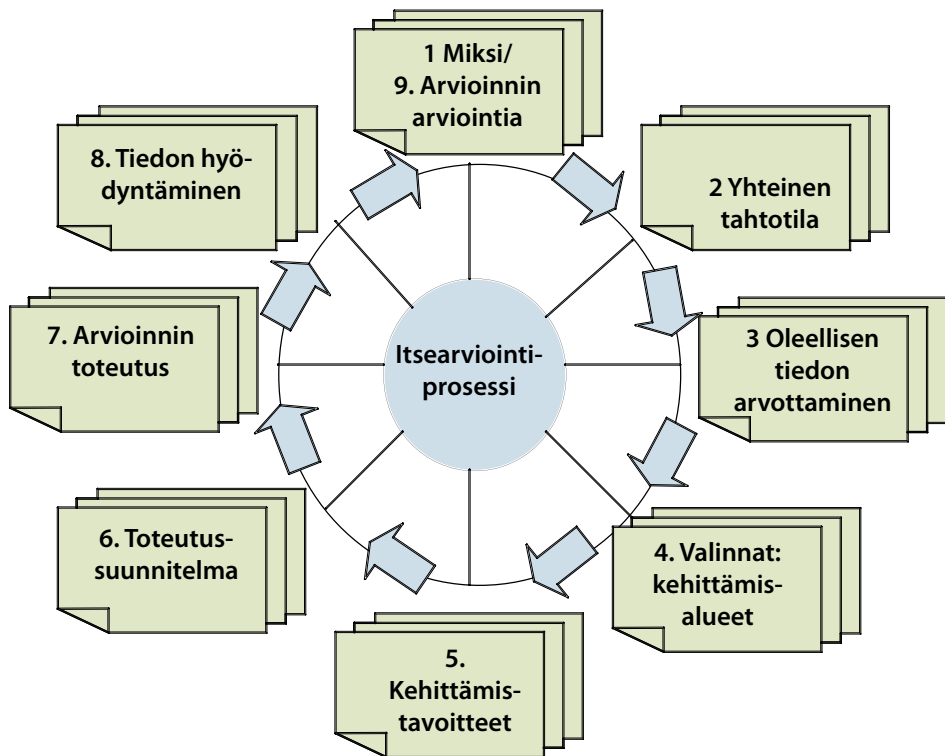 1 Miksi/
9. Arvioinnin
arviointia
2 Yhteinen
tahtotila
3 Oleellisen
tiedon
arvottaminen
4. Valinnat:
kehittämis-
alueet
5.
Kehittämis-
tavoitteet
6. Toteutus-
suunnitelma
7. Arvioinnin
toteutus
8. Tiedon hyö-
dyntäminen
Itsearviointi-
prosessi